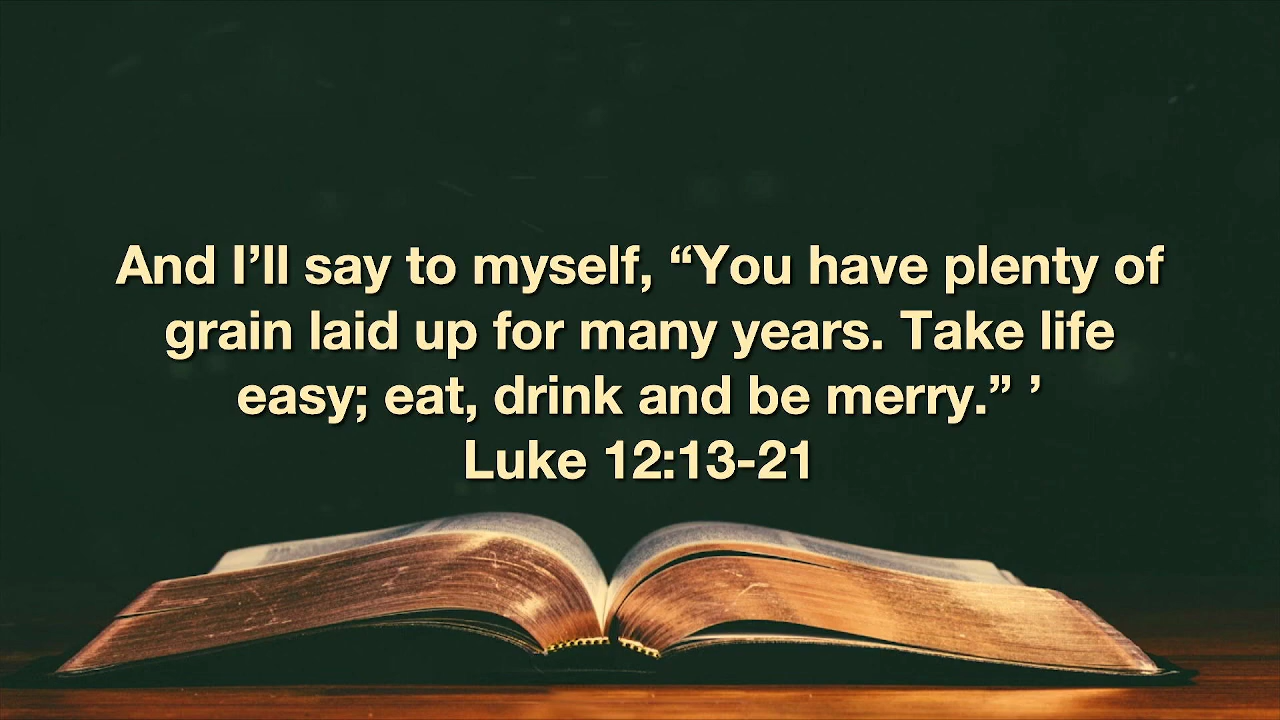 And I’ll say to myself, “You have plenty of
grain laid up for many years. Take life
easy; eat, drink and be merry.” ’
Luke 12:13-21